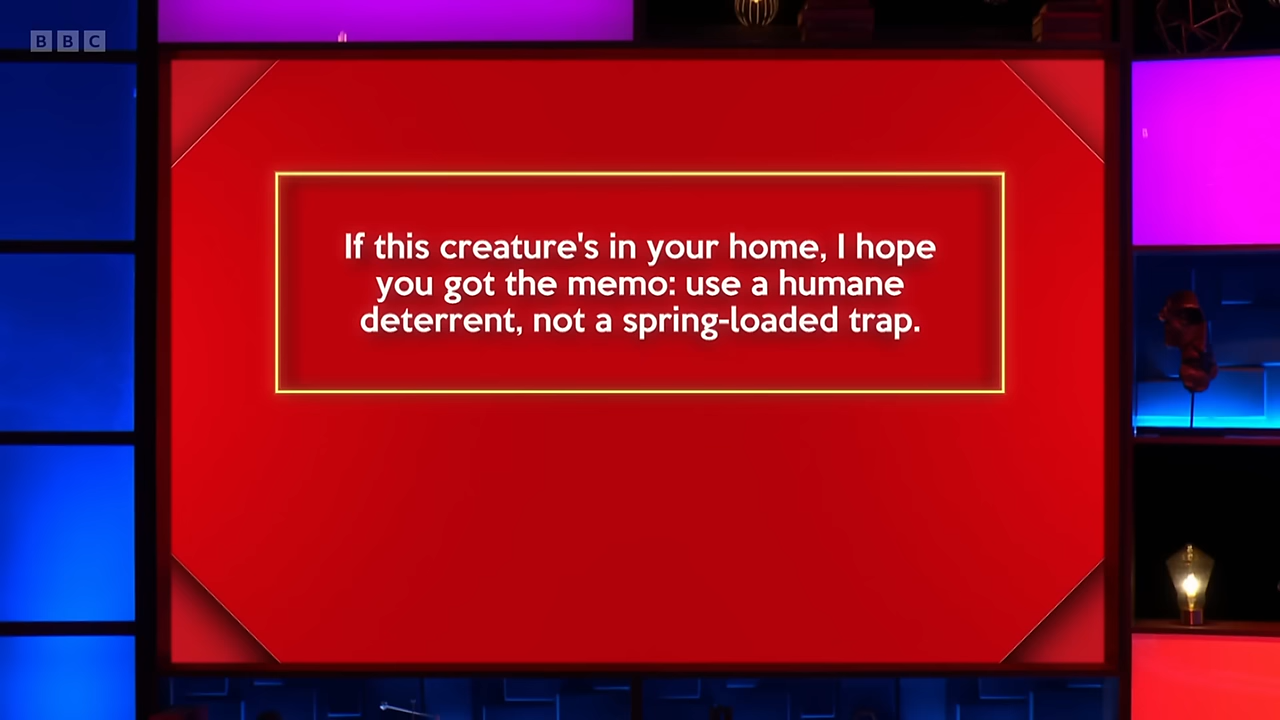 BBC
If this creature's in your home, I hope
you got the memo: use a humane
deterrent, not a spring-loaded trap.